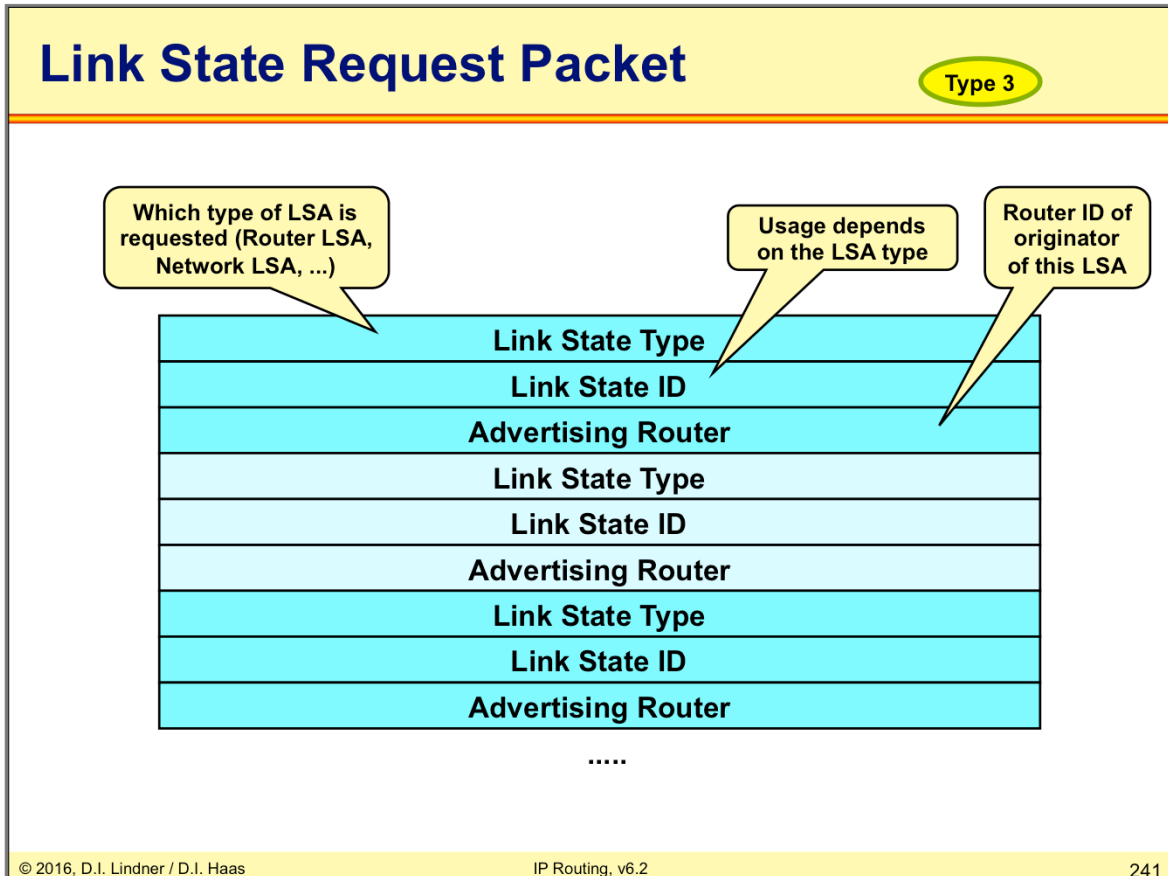 Link State Request Packet
Type 3
Which type of LSA is
requested (Router LSA,
Network LSA, ...)
Usage depends
on the LSA type
Router ID of
originator
of this LSA
Link State Type
Link State ID
Advertising Router
Link State Type
Link State ID
Advertising Router
Link State Type
Link State ID
Advertising Router
.....
© 2016, D.I. Lindner / D.I. Haas
IP Routing, v6.2
241